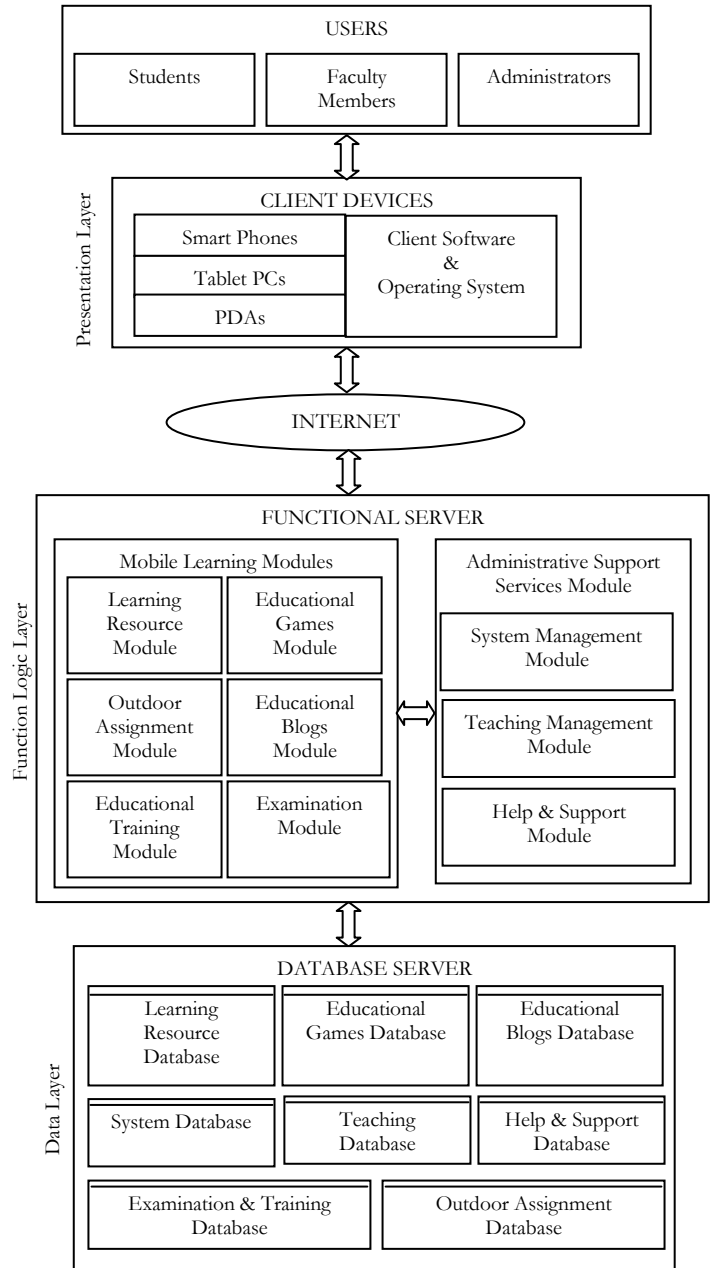 USERS
Students
Faculty
Members
Administrators
Presentation Layer
CLIENT DEVICES
Smart Phones
Tablet PCs
PDAs
Client Software
&
Operating System
INTERNET
Function Logic Layer
FUNCTIONAL SERVER
Mobile Learning Modules
Learning
Resource
Module
Educational
Games
Module
Outdoor
Assignment
Module
Educational
Blogs
Module
Educational
Training
Module
Examination
Module
Administrative Support
Services Module
System Management
Module
Teaching Management
Module
Help & Support
Module
Data Layer
DATABASE SERVER
Learning
Resource
Database
Educational
Games Database
Educational
Blogs Database
System Database
Teaching
Database
Help & Support
Database
Examination & Training
Database
Outdoor Assignment
Database